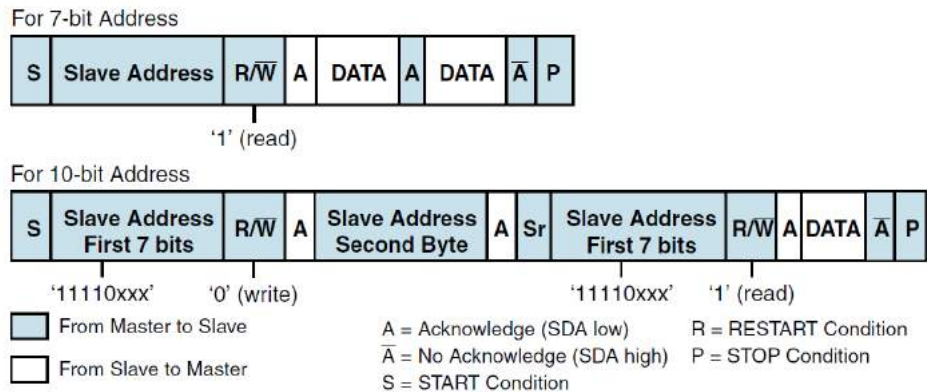 For 7-bit Address
S Slave Address R/W̅ A DATA A DATA A̅ P
‘1’ (read)
For 10-bit Address
S Slave Address First 7 bits R/W̅ A Slave Address Second Byte A Sr Slave Address First 7 bits R/W̅ A DATA A̅ P
‘11110xxx’ ‘0’ (write) ‘11110xxx’ ‘1’ (read)
From Master to Slave
From Slave to Master
A = Acknowledge (SDA low)
A̅ = No Acknowledge (SDA high)
S = START Condition
R = RESTART Condition
P = STOP Condition